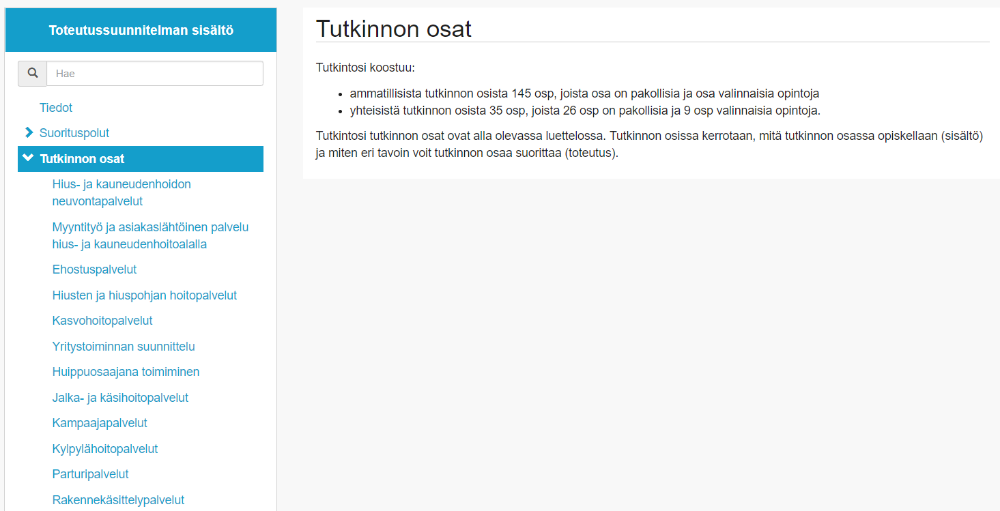 Toteutussuunnitelman sisältö
Hae
Tiedot
Suorituspolut
Tutkinnon osat
Hius- ja kauneudenhoidon
neuvontapalvelut
Myyntityö ja asiakaslähtöinen palvelu
hius- ja kauneudenhoitoalalla
Ehostuspalvelut
Hiusten ja hiuspohjan hoitopalvelut
Kasvohoitopalvelut
Yritystoiminnan suunnittelu
Huippuosaajana toimiminen
Jalka- ja käsihoitopalvelut
Kampaajapalvelut
Kylpylähoitopalvelut
Parturipalvelut
Rakennekäsittelypalvelut
Tutkinnon osat
Tutkintosi koostuu:
• ammatillisista tutkinnon osista 145 osp, joista osa on pakollisia ja osa valinnaisia opintoja
• yhteisistä tutkinnon osista 35 osp, joista 26 osp on pakollisia ja 9 osp valinnaisia opintoja.
Tutkintosi tutkinnon osat ovat alla olevassa luettelossa. Tutkinnon osissa kerrotaan, mitä tutkinnon osassa opiskellaan (sisältö)
ja miten eri tavoin voit tutkinnon osaa suorittaa (toteutus).